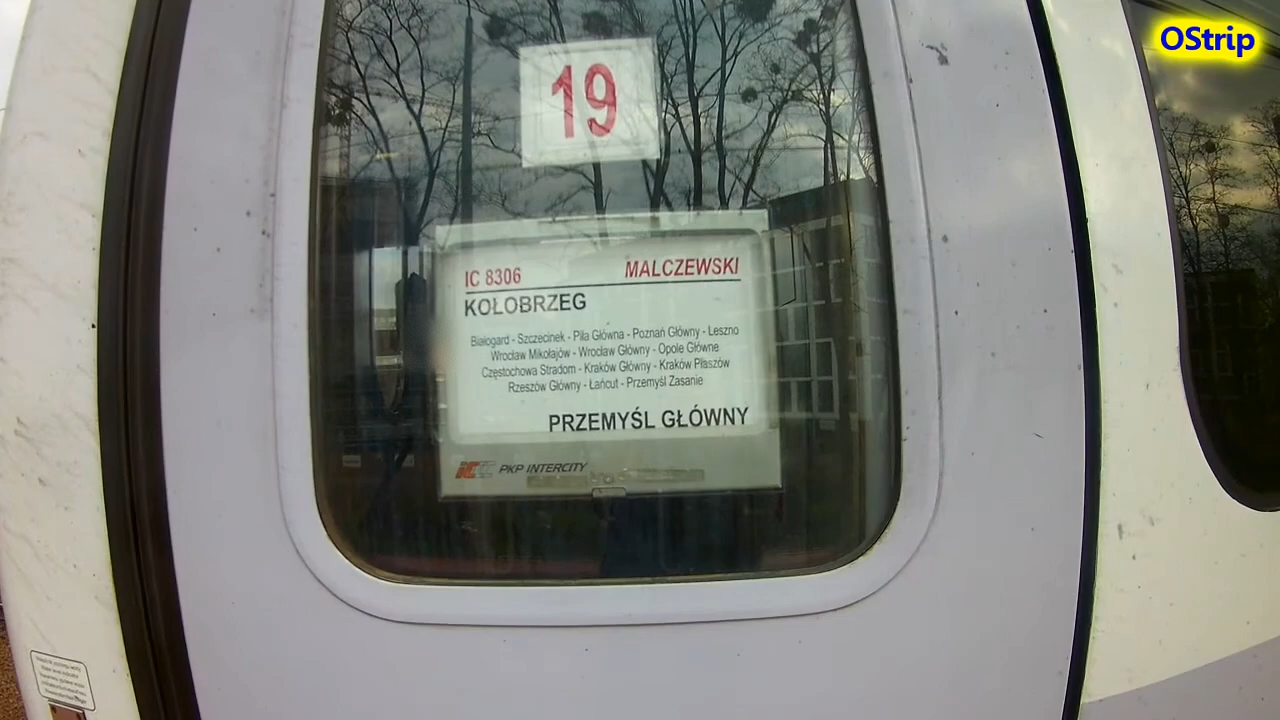 OStrip
19
IC 8306 MALCZEWSKI
KOŁOBRZEG
Białogard - Szczecinek - Piła Główna - Poznań Główny - Leszno
Wrocław Mikołajów - Wrocław Główny - Opole Główne
Częstochowa Stradom - Kraków Główny - Kraków Płaszów
Rzeszów Główny - Łańcut - Przemyśl Zasanie
PRZEMYŚL GŁÓWNY
IC PKP INTERCITY